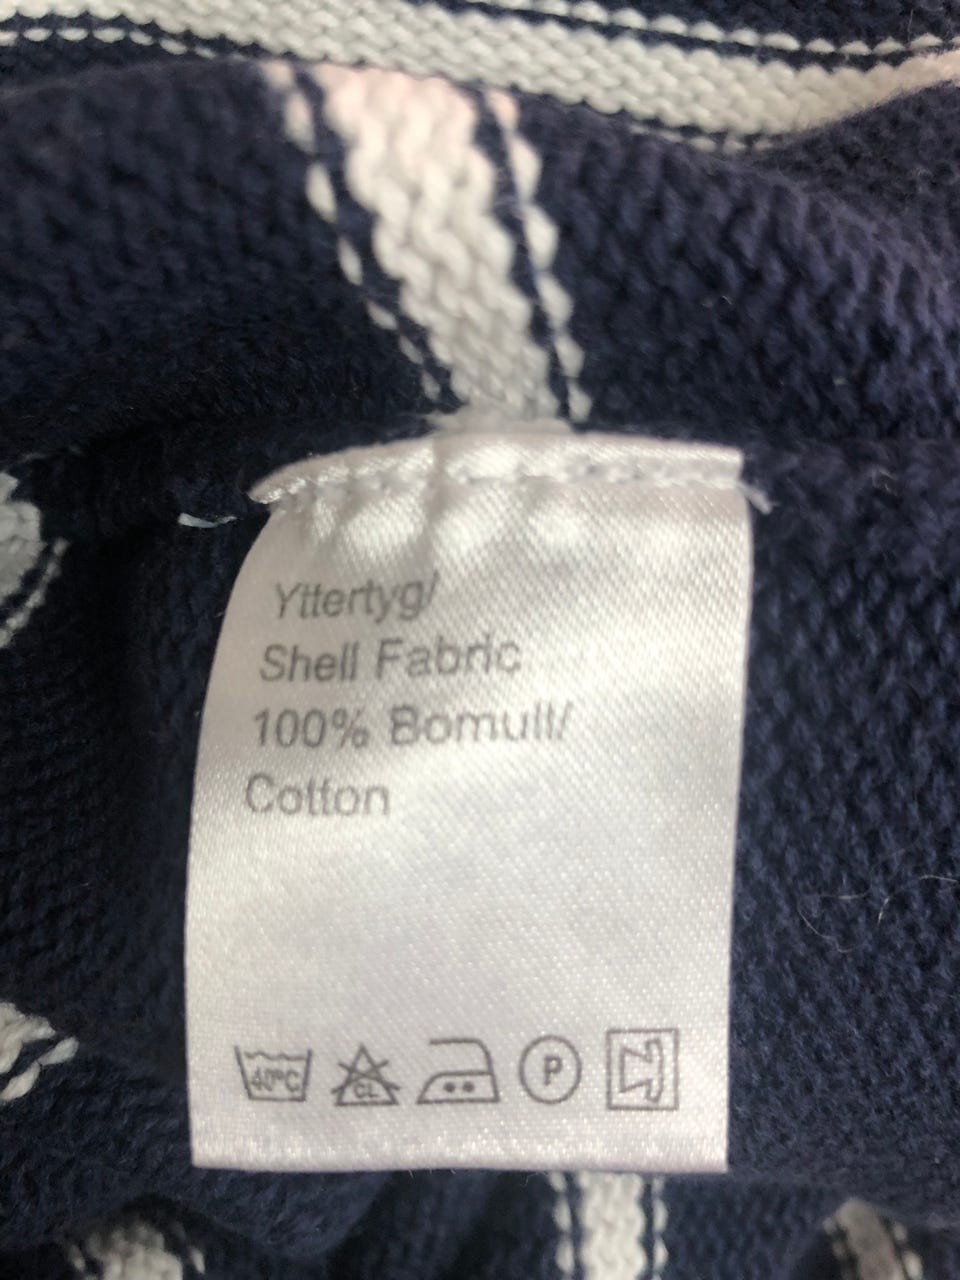 Yttertyg/
Shell Fabric
100% Bomull/
Cotton
40°C CL P